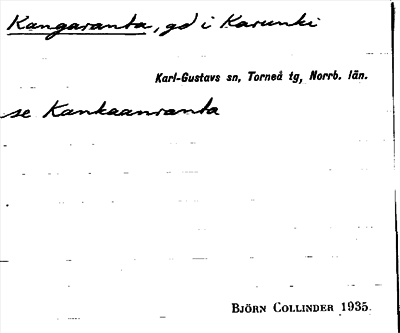 Kangaranta, gd i Karunki
Karl-Gustavs sn, Torneå tg, Norrb. län.
se Kankaanranta
BJÖRN COLLINDER 1935.